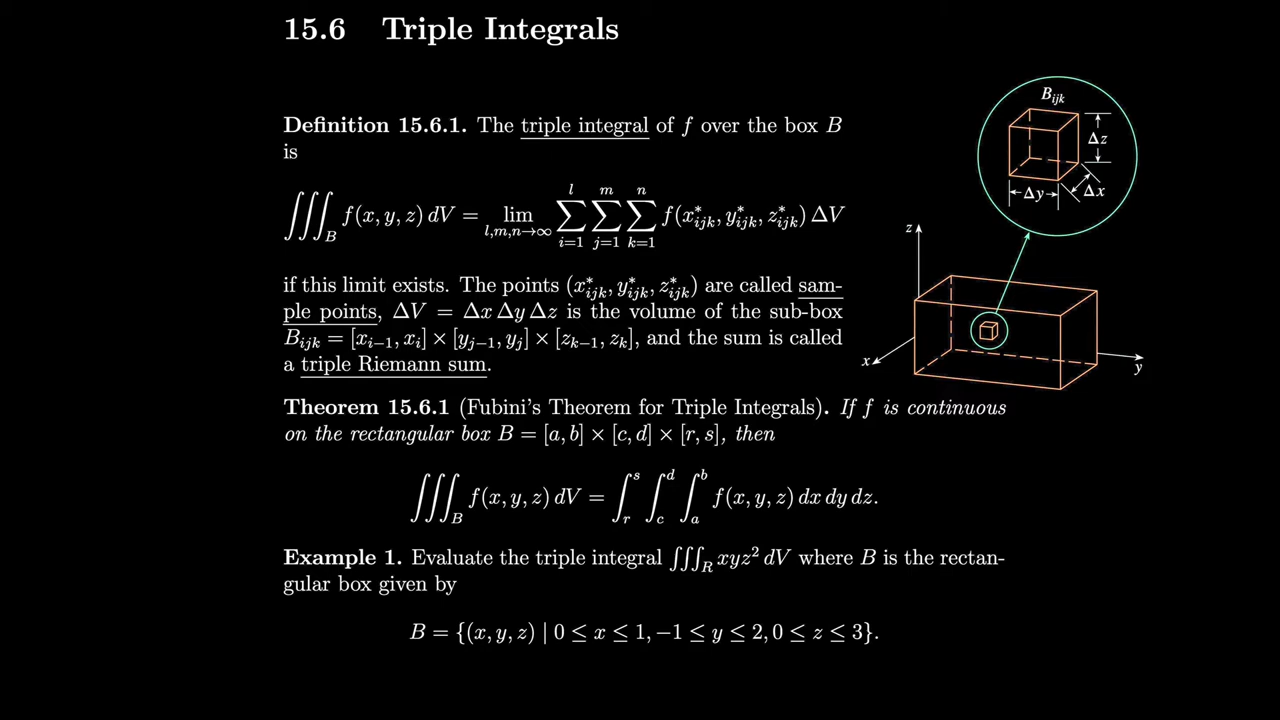 15.6 Triple Integrals
Definition 15.6.1. The triple integral of f over the box B
is
∭_B f(x, y, z) dV = lim_{l,m,n→∞} ∑_{i=1}^{l} ∑_{j=1}^{m} ∑_{k=1}^{n} f(x*_{ijk}, y*_{ijk}, z*_{ijk}) ΔV
if this limit exists. The points (x*_{ijk}, y*_{ijk}, z*_{ijk}) are called sam-
ple points, ΔV = Δx Δy Δz is the volume of the sub-box
B_{ijk} = [x_{i−1}, x_i] × [y_{j−1}, y_j] × [z_{k−1}, z_k], and the sum is called
a triple Riemann sum.
B_{ijk}
Δz
Δy
Δx
z
x
y
Theorem 15.6.1 (Fubini's Theorem for Triple Integrals). If f is continuous
on the rectangular box B = [a, b] × [c, d] × [r, s], then
∭_B f(x, y, z) dV = ∫_r^s ∫_c^d ∫_a^b f(x, y, z) dx dy dz.
Example 1. Evaluate the triple integral ∭_R xyz² dV where B is the rectan-
gular box given by
B = {(x, y, z) | 0 ≤ x ≤ 1, −1 ≤ y ≤ 2, 0 ≤ z ≤ 3}.